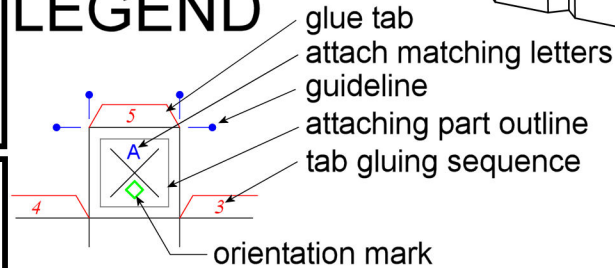 LEGEND
glue tab
attach matching letters
guideline
attaching part outline
tab gluing sequence
5
A
4
3
orientation mark